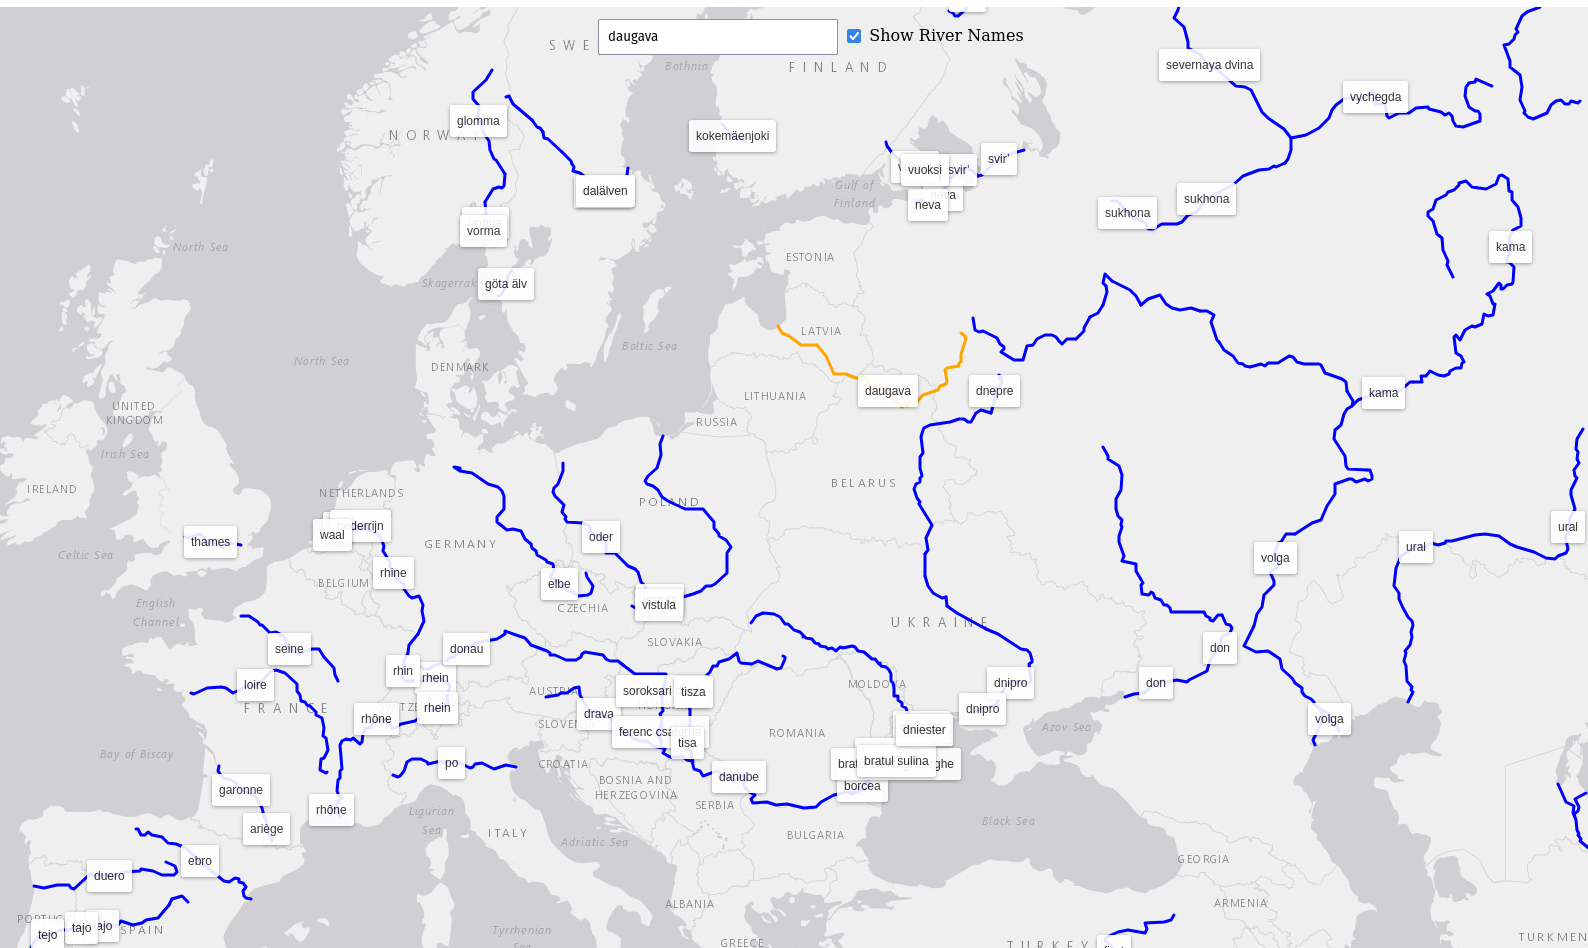 daugava
Show River Names
SWE
Bothnia
FINLAND
severnaya dvina
vychegda
glomma
NORWAY
kokemäenjoki
svir'
vuoksi
svir'
dalälven
Gulf of
Finland
neva
neva
sukhona
sukhona
vorma
vorma
North Sea
kama
ESTONIA
Skagerrak
göta älv
LATVIA
North Sea
Baltic Sea
DENMARK
daugava
dnepre
kama
LITHUANIA
UNITED
KINGDOM
RUSSIA
Irish Sea
IRELAND
NETHERLANDS
BELARUS
POLAND
nederrijn
waal
thames
oder
GERMANY
ural
ural
Celtic Sea
volga
rhine
BELGIUM
elbe
English
Channel
CZECHIA
vistula
UKRAINE
seine
donau
SLOVAKIA
don
rhin
rhein
loire
soroksari
tisza
MOLDOVA
dnipro
don
AUSTRIA
FRANCE
rhein
rhône
drava
dnipro
volga
SLOVEN
ferenc csatorna
tisa
ROMANIA
dniester
Azov Sea
Bay of Biscay
po
CROATIA
bratul sulina
danube
BOSNIA AND
HERZEGOVINA
borcea
garonne
SERBIA
rhône
Ligurian
Sea
ariège
ITALY
Adriatic Sea
BULGARIA
Black Sea
ebro
GEORGIA
duero
ALBANIA
ARMENIA
tajo
ajo
SPAIN
tejo
Tyrrhenian
Sea
GREECE
TURKEY
TURKMEN